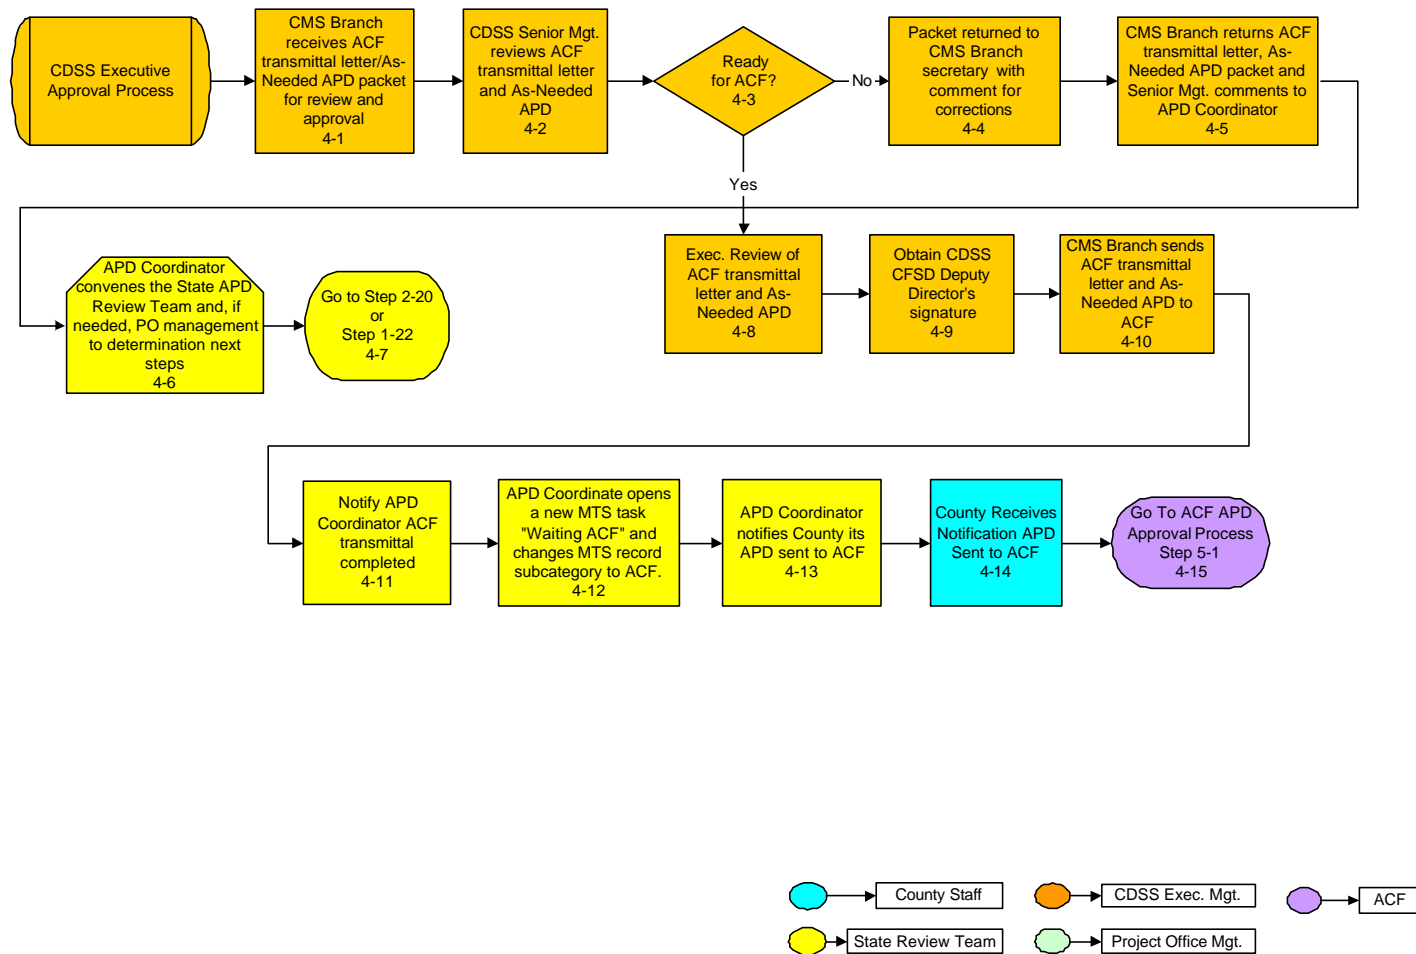 CDSS Executive
Approval Process
CMS Branch
receives ACF
transmittal letter/As-
Needed APD packet
for review and
approval
4-1
CDSS Senior Mgt.
reviews ACF
transmittal letter
and As-Needed
APD
4-2
Ready
for ACF?
4-3
No
Packet returned to
CMS Branch
secretary with
comment for
corrections
4-4
CMS Branch returns ACF
transmittal letter, As-
Needed APD packet and
Senior Mgt. comments to
APD Coordinator
4-5
Yes
APD Coordinator
convenes the State APD
Review Team and, if
needed, PO management
to determination next
steps
4-6
Go to Step 2-20
or
Step 1-22
4-7
Exec. Review of
ACF transmittal
letter and As-
Needed APD
4-8
Obtain CDSS
CFSD Deputy
Director's
signature
4-9
CMS Branch sends
ACF transmittal
letter and As-
Needed APD to
ACF
4-10
Notify APD
Coordinator ACF
transmittal
completed
4-11
APD Coordinate opens
a new MTS task
"Waiting ACF" and
changes MTS record
subcategory to ACF.
4-12
APD Coordinator
notifies County its
APD sent to ACF
4-13
County Receives
Notification APD
Sent to ACF
4-14
Go To ACF APD
Approval Process
Step 5-1
4-15
County Staff
CDSS Exec. Mgt.
ACF
State Review Team
Project Office Mgt.